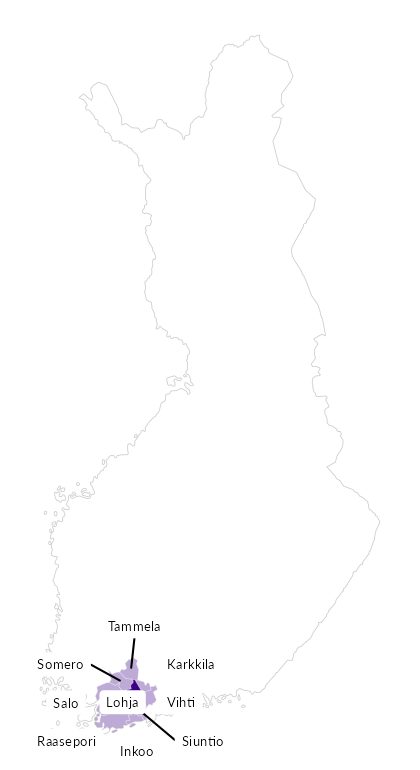 Tammela
Somero
Karkkila
Salo
Lohja
Vihti
Raasepori
Inkoo
Siuntio